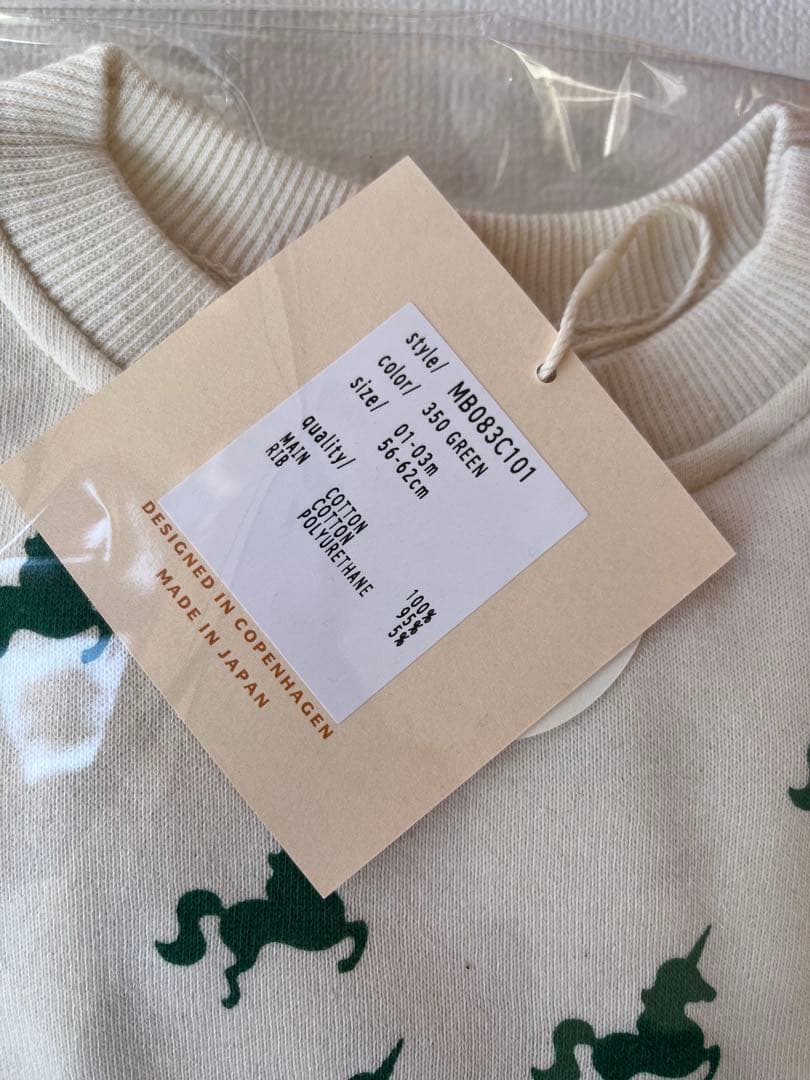 style/ MB083C101
color/ 350 GREEN
size/ 01-03m
56-62cm
quality/
MAIN COTTON 100%
RIB COTTON 95%
POLYURETHANE 5%
DESIGNED IN COPENHAGEN
MADE IN JAPAN